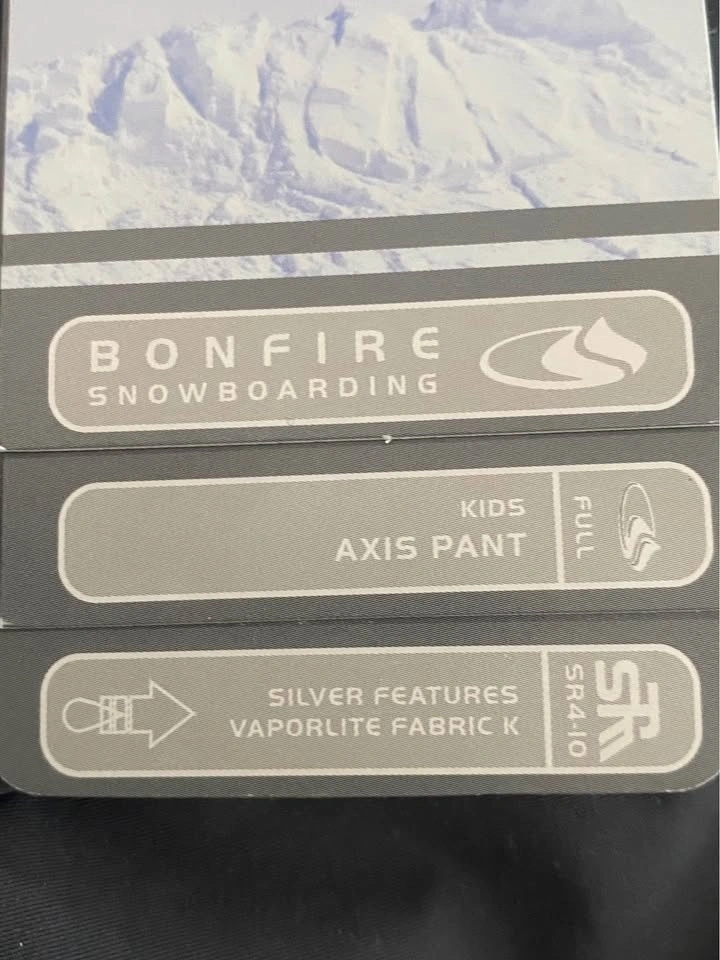 BONFIRE
SNOWBOARDING
KIDS
AXIS PANT
FULL
SILVER FEATURES
VAPORLITE FABRIC K
SR4-10